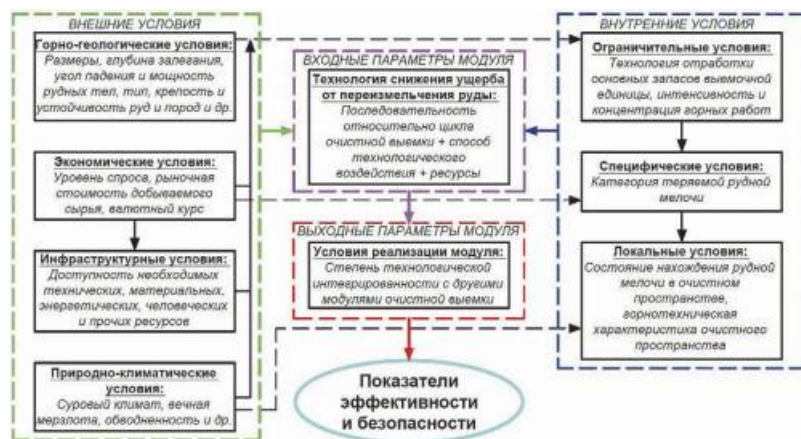 ВНЕШНИЕ УСЛОВИЯ
Горно-геологические условия:
Размеры, глубина залегания,
угол падения и мощность
рудных тел, тип, крепость и
устойчивость руд и пород и др.
Экономические условия:
Уровень спроса, рыночная
стоимость добываемого
сырья, валютный курс
Инфраструктурные условия:
Доступность необходимых
технических, материальных,
энергетических, человеческих
и прочих ресурсов
Природно-климатические
условия:
Суровый климат, вечная
мерзлота, обводненность и др.
ВХОДНЫЕ ПАРАМЕТРЫ МОДУЛЯ
Технология снижения ущерба
от переизмельчения руды:
Последовательность
относительно цикла
очистной выемки + способ
технологического
воздействия + ресурсы
ВЫХОДНЫЕ ПАРАМЕТРЫ МОДУЛЯ
Условия реализации модуля:
Степень технологической
интегрированности с другими
модулями очистной выемки
Показатели
эффективности
и безопасности
ВНУТРЕННИЕ УСЛОВИЯ
Ограничительные условия:
Технология отработки
основных запасов выемочной
единицы, интенсивность и
концентрация горных работ
Специфические условия:
Категория теряемой рудной
мелочи
Локальные условия:
Состояние нахождения рудной
мелочи в очистном
пространстве,
горнотехническая
характеристика очистного
пространства